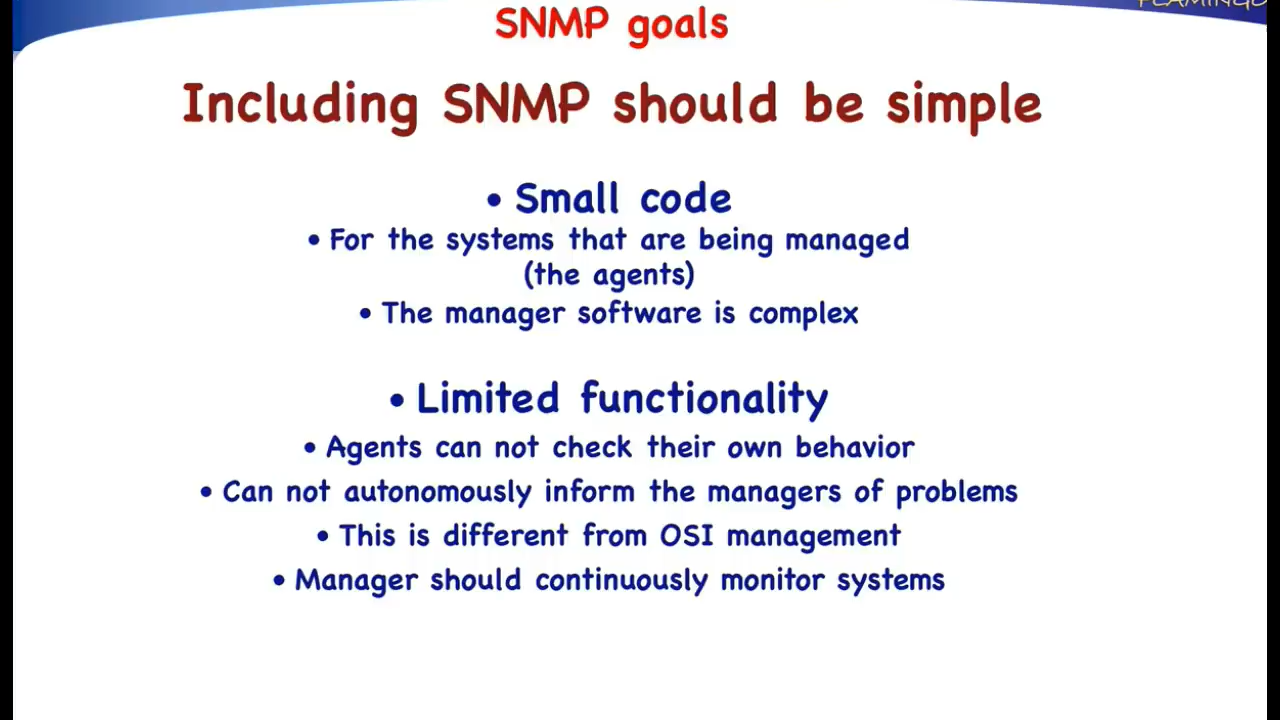 FLAMINGO
SNMP goals
Including SNMP should be simple
• Small code
• For the systems that are being managed
(the agents)
• The manager software is complex
• Limited functionality
• Agents can not check their own behavior
• Can not autonomously inform the managers of problems
• This is different from OSI management
• Manager should continuously monitor systems